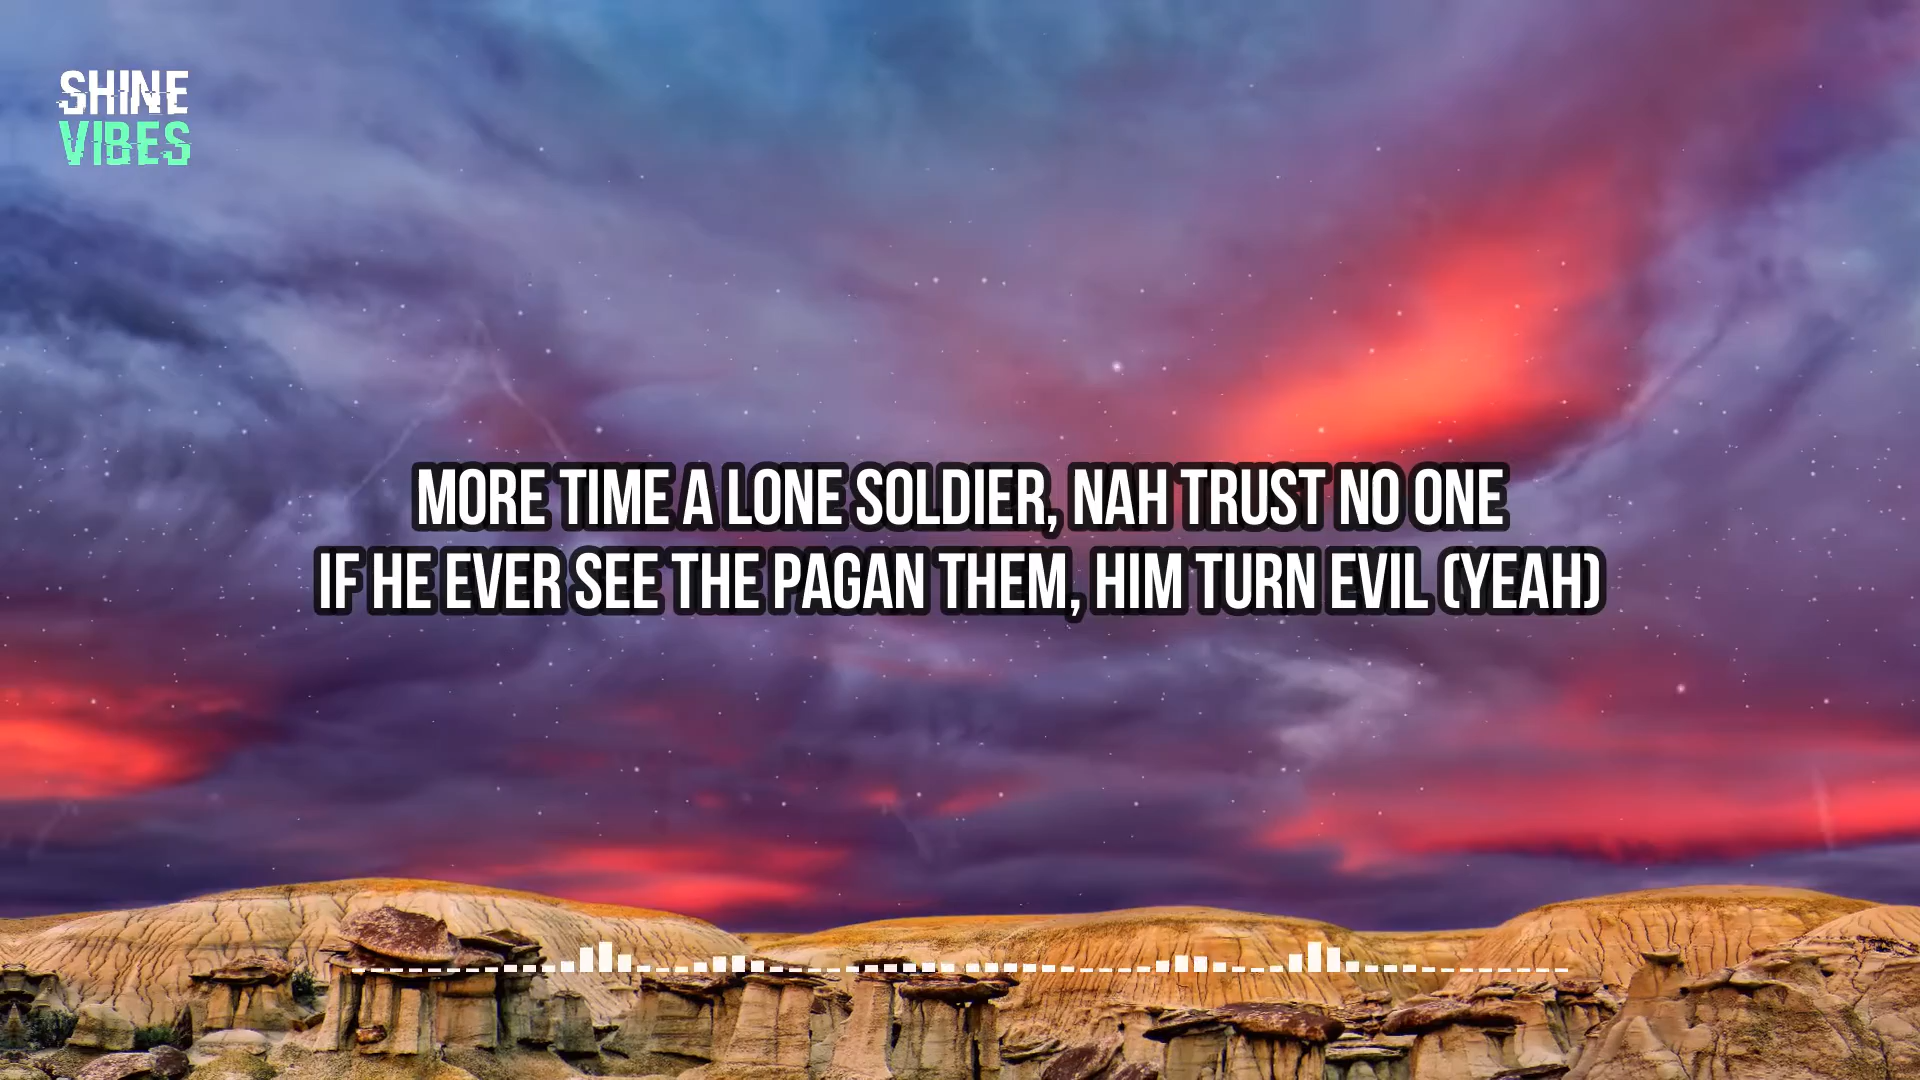 SHINE
VIBES
MORE TIME A LONE SOLDIER, NAH TRUST NO ONE
IF HE EVER SEE THE PAGAN THEM, HIM TURN EVIL (YEAH)